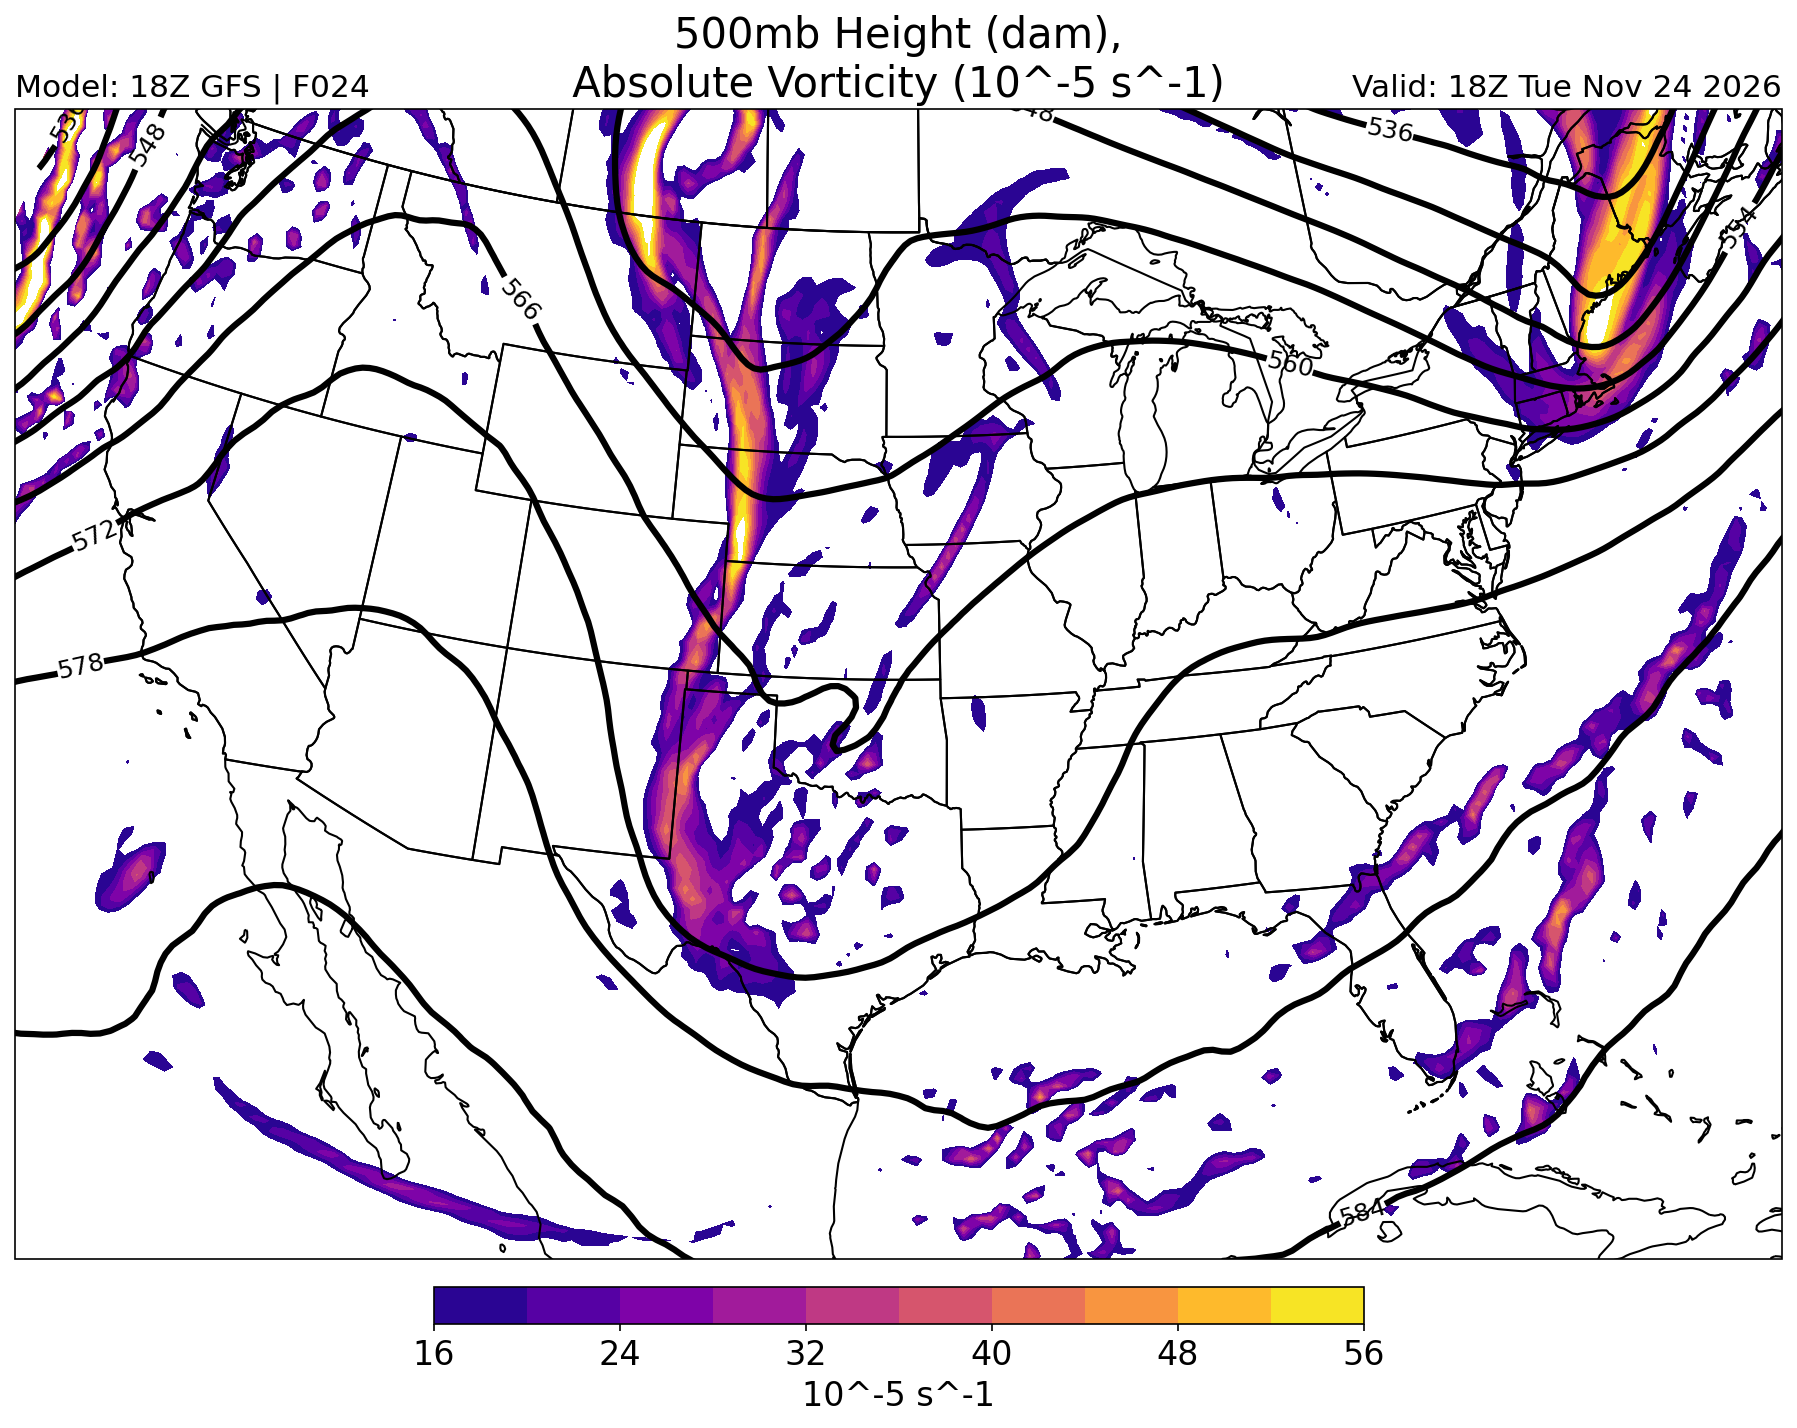 500mb Height (dam),
Absolute Vorticity (10^-5 s^-1)
Model: 18Z GFS | F024
Valid: 18Z Tue Nov 24 2026
548
536
554
566
560
572
578
584
16 24 32 40 48 56
10^-5 s^-1